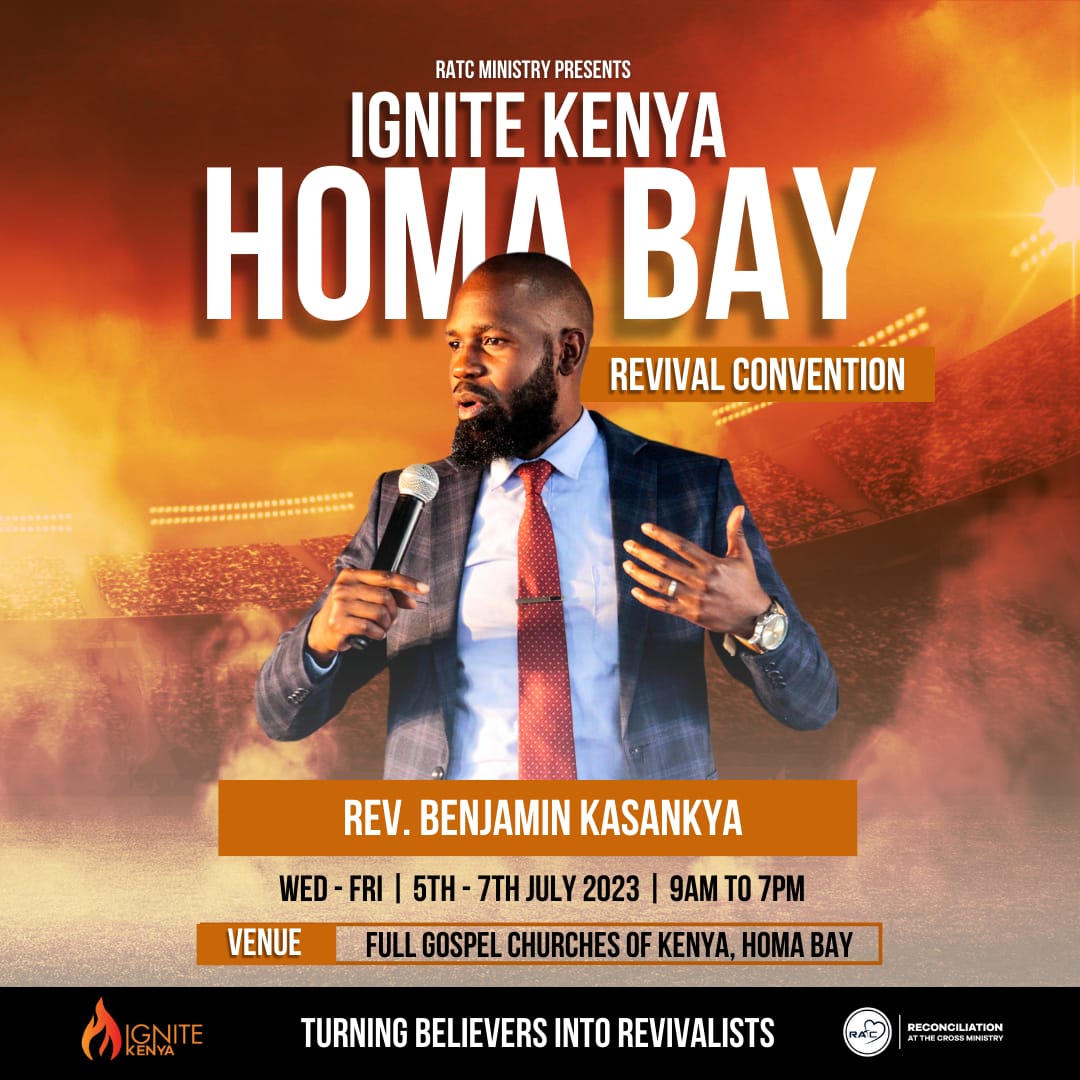 RATC MINISTRY PRESENTS
IGNITE KENYA
HOMA BAY
REVIVAL CONVENTION
REV. BENJAMIN KASANKYA
WED - FRI | 5TH - 7TH JULY 2023 | 9AM TO 7PM
VENUE FULL GOSPEL CHURCHES OF KENYA, HOMA BAY
IGNITE
KENYA
TURNING BELIEVERS INTO REVIVALISTS
RATC
RECONCILIATION
AT THE CROSS MINISTRY